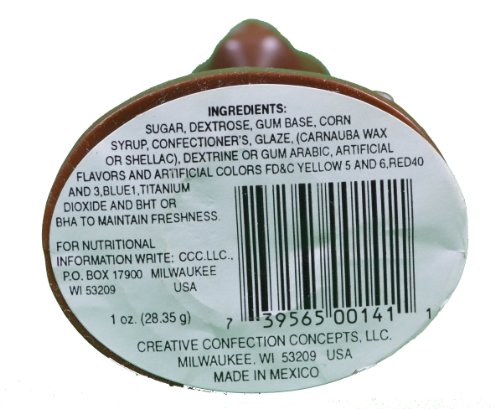 INGREDIENTS:
SUGAR, DEXTROSE, GUM BASE, CORN
SYRUP, CONFECTIONER'S, GLAZE, (CARNAUBA WAX
OR SHELLAC), DEXTRINE OR GUM ARABIC, ARTIFICIAL
FLAVORS AND ARTIFICIAL COLORS FD&C YELLOW 5 AND 6,RED40
AND 3,BLUE1,TITANIUM
DIOXIDE AND BHT OR
BHA TO MAINTAIN FRESHNESS.
FOR NUTRITIONAL
INFORMATION WRITE: CCC.LLC.,
P.O. BOX 17900 MILWAUKEE
WI 53209 USA
1 oz. (28.35 g)
7 39565 00141 1
CREATIVE CONFECTION CONCEPTS, LLC.
MILWAUKEE, WI 53209 USA
MADE IN MEXICO